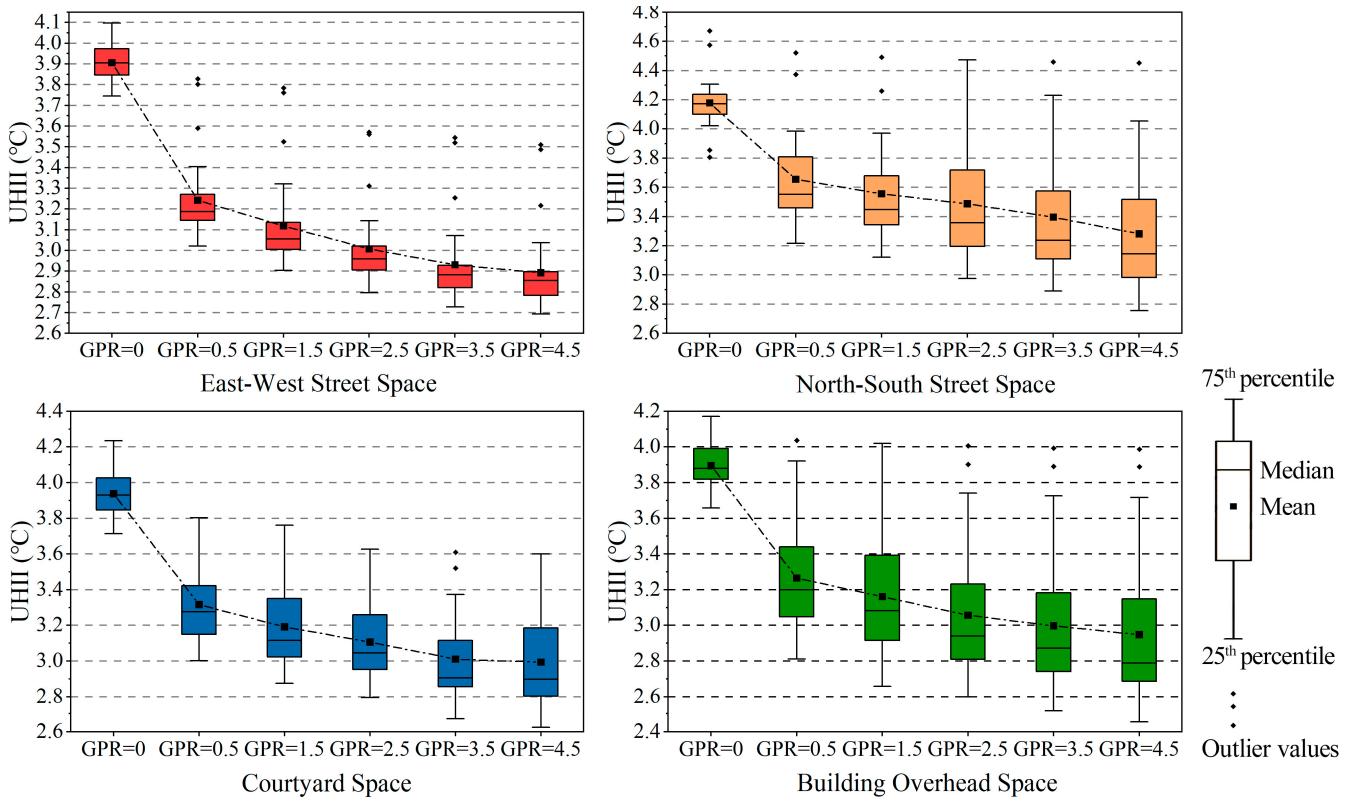 UHII (°C)
4.1
4.0
3.9
3.8
3.7
3.6
3.5
3.4
3.3
3.2
3.1
3.0
2.9
2.8
2.7
2.6
GPR=0 GPR=0.5 GPR=1.5 GPR=2.5 GPR=3.5 GPR=4.5
East-West Street Space
UHII (°C)
4.8
4.6
4.4
4.2
4.0
3.8
3.6
3.4
3.2
3.0
2.8
2.6
GPR=0 GPR=0.5 GPR=1.5 GPR=2.5 GPR=3.5 GPR=4.5
North-South Street Space
UHII (°C)
4.4
4.2
4.0
3.8
3.6
3.4
3.2
3.0
2.8
2.6
GPR=0 GPR=0.5 GPR=1.5 GPR=2.5 GPR=3.5 GPR=4.5
Courtyard Space
UHII (°C)
4.2
4.0
3.8
3.6
3.4
3.2
3.0
2.8
2.6
2.4
GPR=0 GPR=0.5 GPR=1.5 GPR=2.5 GPR=3.5 GPR=4.5
Building Overhead Space
75th percentile
Median
Mean
25th percentile
Outlier values